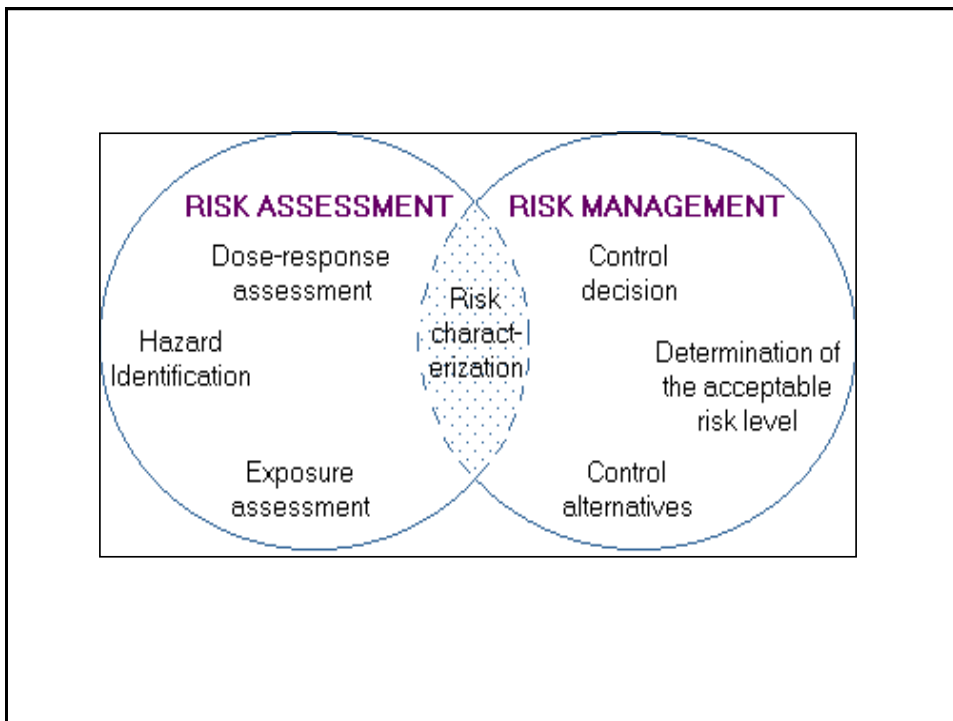 RISK ASSESSMENT
Dose-response
assessment
Hazard
Identification
Exposure
assessment
Risk
charact-
erization
RISK MANAGEMENT
Control
decision
Determination of
the acceptable
risk level
Control
alternatives